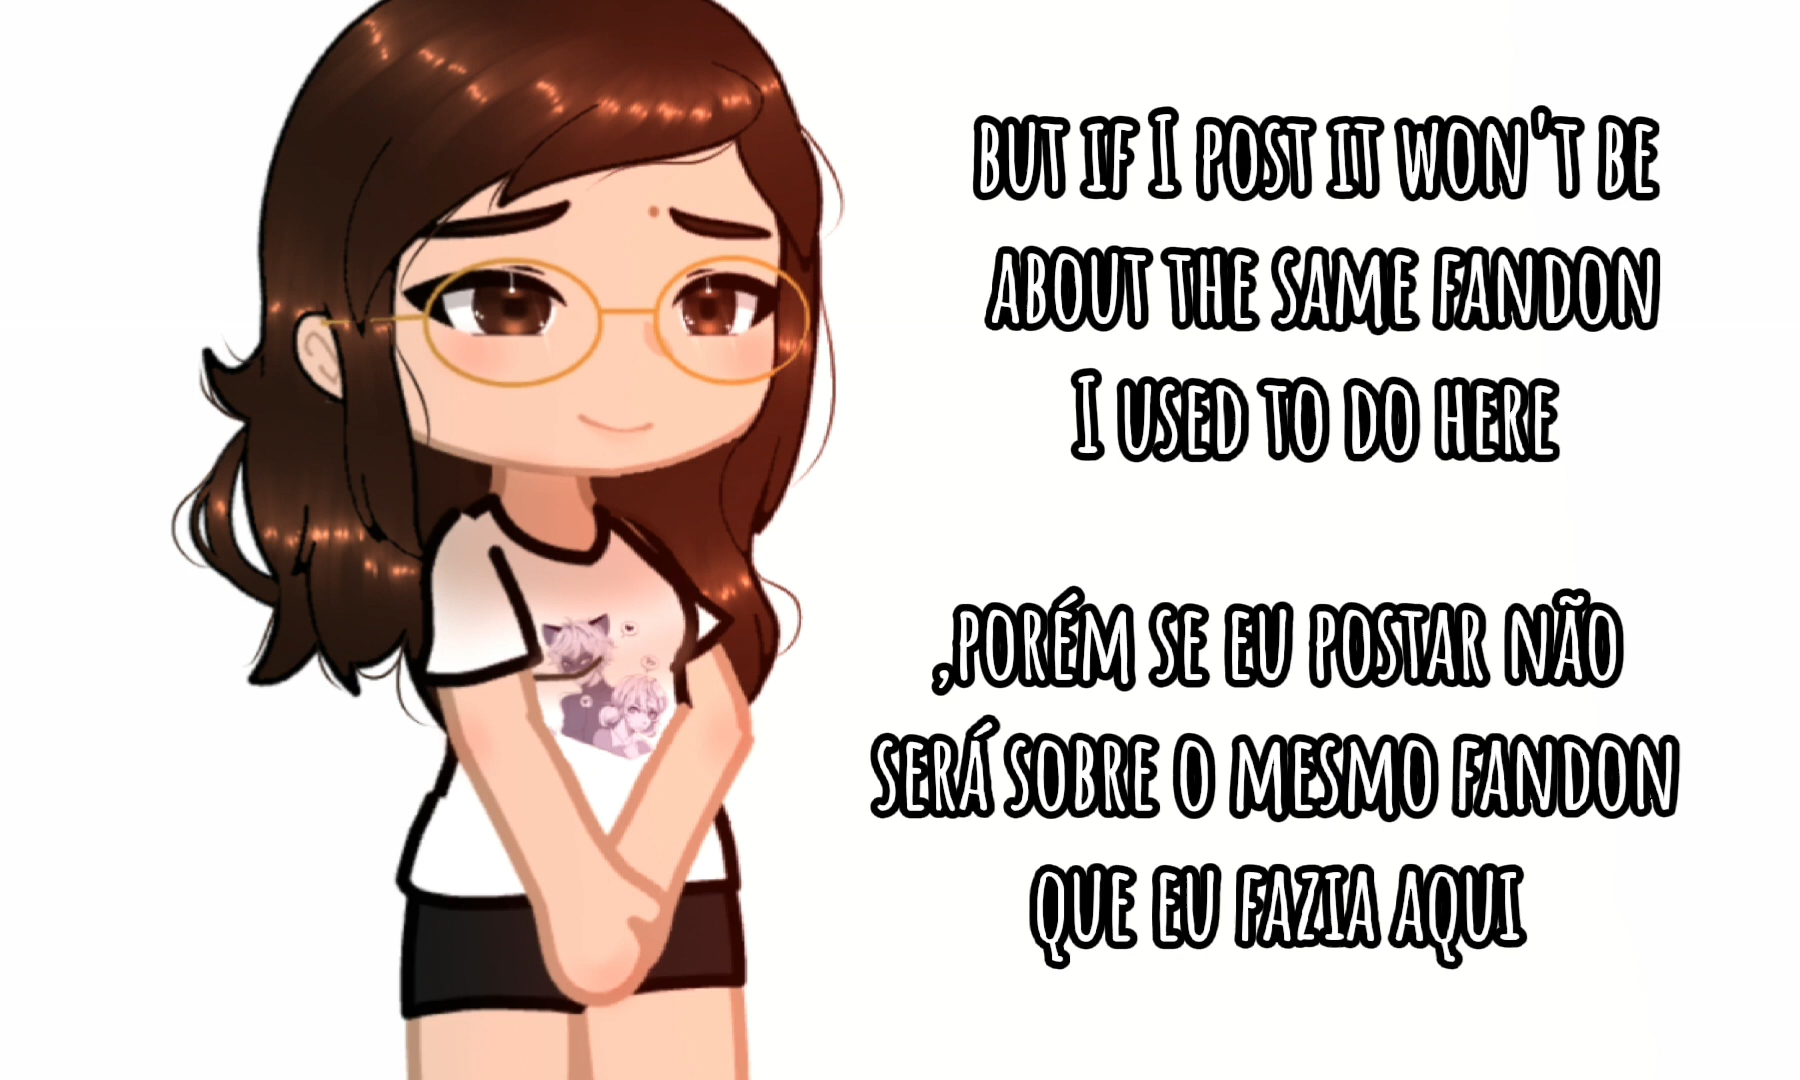 but if I post it won't be
about the same fandon
I used to do here
,porém se eu postar não
será sobre o mesmo fandon
que eu fazia aqui